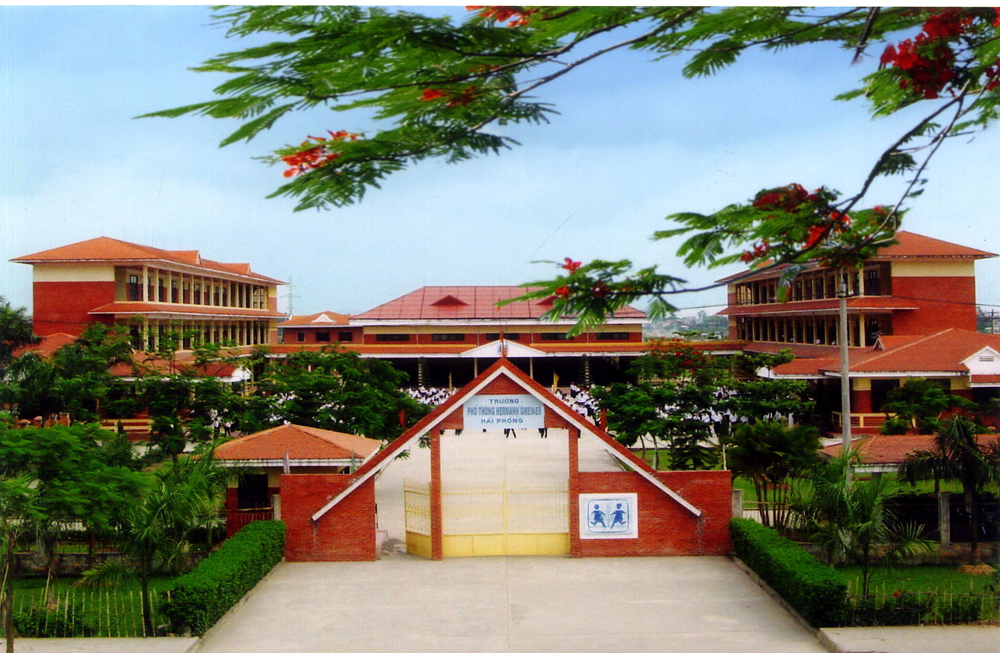 TRƯỜNG
PHỔ THÔNG HERMANN GMEINER
HẢI PHÒNG